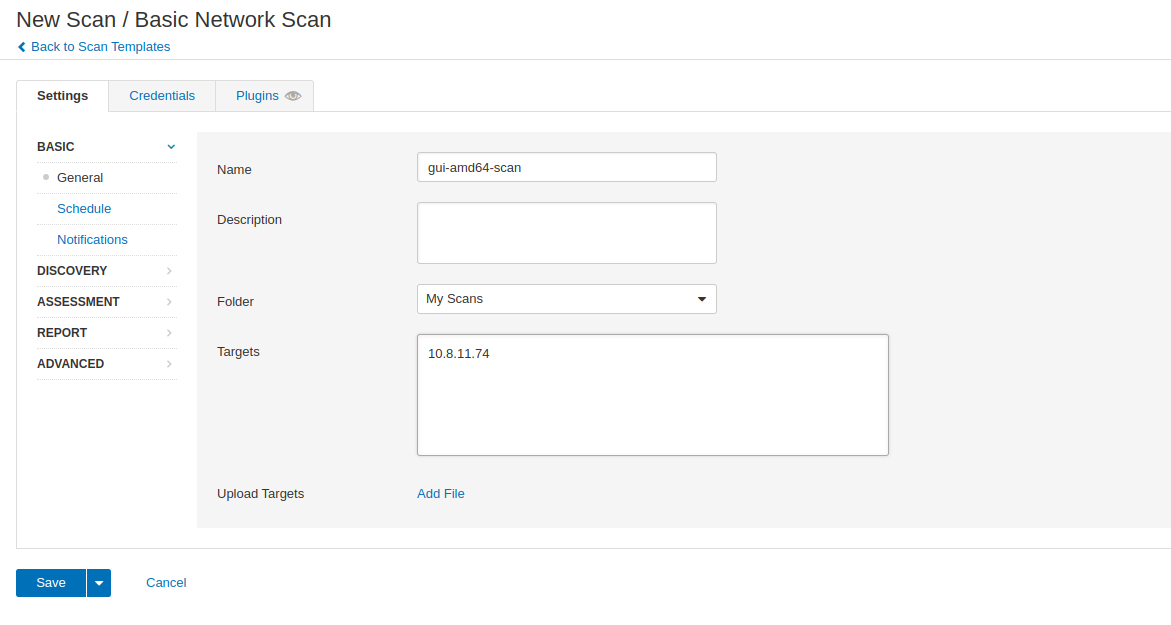 New Scan / Basic Network Scan
Back to Scan Templates
Settings
Credentials
Plugins
BASIC
General
Schedule
Notifications
DISCOVERY
ASSESSMENT
REPORT
ADVANCED
Name
gui-amd64-scan
Description
Folder
My Scans
Targets
10.8.11.74
Upload Targets
Add File
Save
Cancel